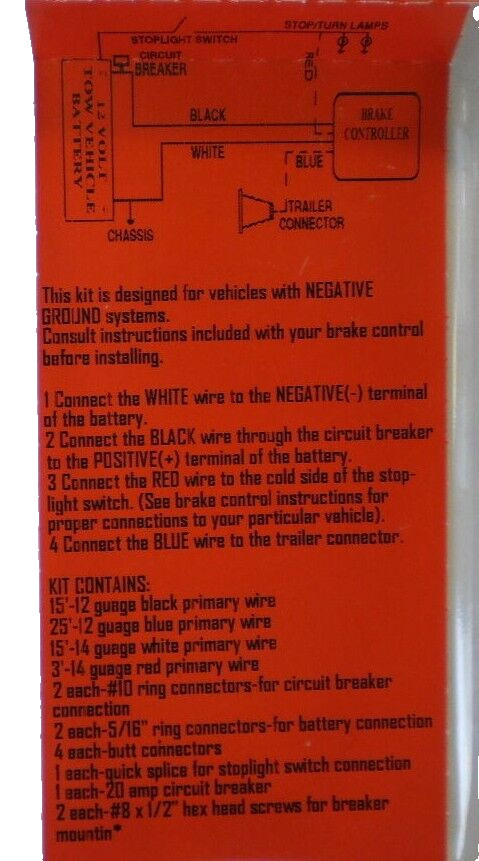 STOP/TURN LAMPS
STOPLIGHT SWITCH
CIRCUIT
BREAKER
RED
12 VOLT
TOW VEHICLE
BATTERY
BLACK
BRAKE
CONTROLLER
WHITE
BLUE
TRAILER
CONNECTOR
CHASSIS
This kit is designed for vehicles with NEGATIVE
GROUND systems.
Consult instructions included with your brake control
before installing.
1 Connect the WHITE wire to the NEGATIVE(-) terminal
of the battery.
2 Connect the BLACK wire through the circuit breaker
to the POSITIVE(+) terminal of the battery.
3 Connect the RED wire to the cold side of the stop-
light switch. (See brake control instructions for
proper connections to your particular vehicle).
4 Connect the BLUE wire to the trailer connector.
KIT CONTAINS:
15'-12 guage black primary wire
25'-12 guage blue primary wire
15'-14 guage white primary wire
3'-14 guage red primary wire
2 each-#10 ring connectors-for circuit breaker
connection
2 each-5/16" ring connectors-for battery connection
4 each-butt connectors
1 each-quick splice for stoplight switch connection
1 each-20 amp circuit breaker
2 each-#8 x 1/2" hex head screws for breaker
mountin*